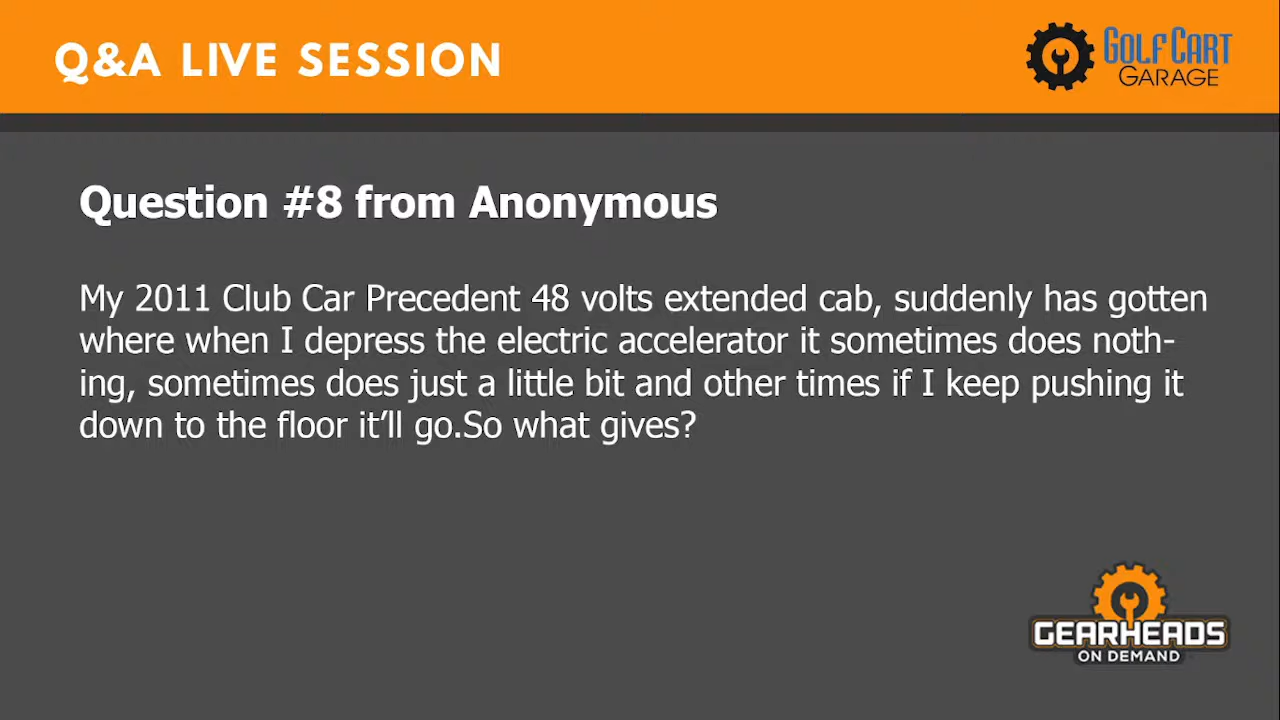 Q&A LIVE SESSION
GOLF CART
GARAGE
Question #8 from Anonymous
My 2011 Club Car Precedent 48 volts extended cab, suddenly has gotten
where when I depress the electric accelerator it sometimes does noth-
ing, sometimes does just a little bit and other times if I keep pushing it
down to the floor it’ll go.So what gives?
GEARHEADS
ON DEMAND